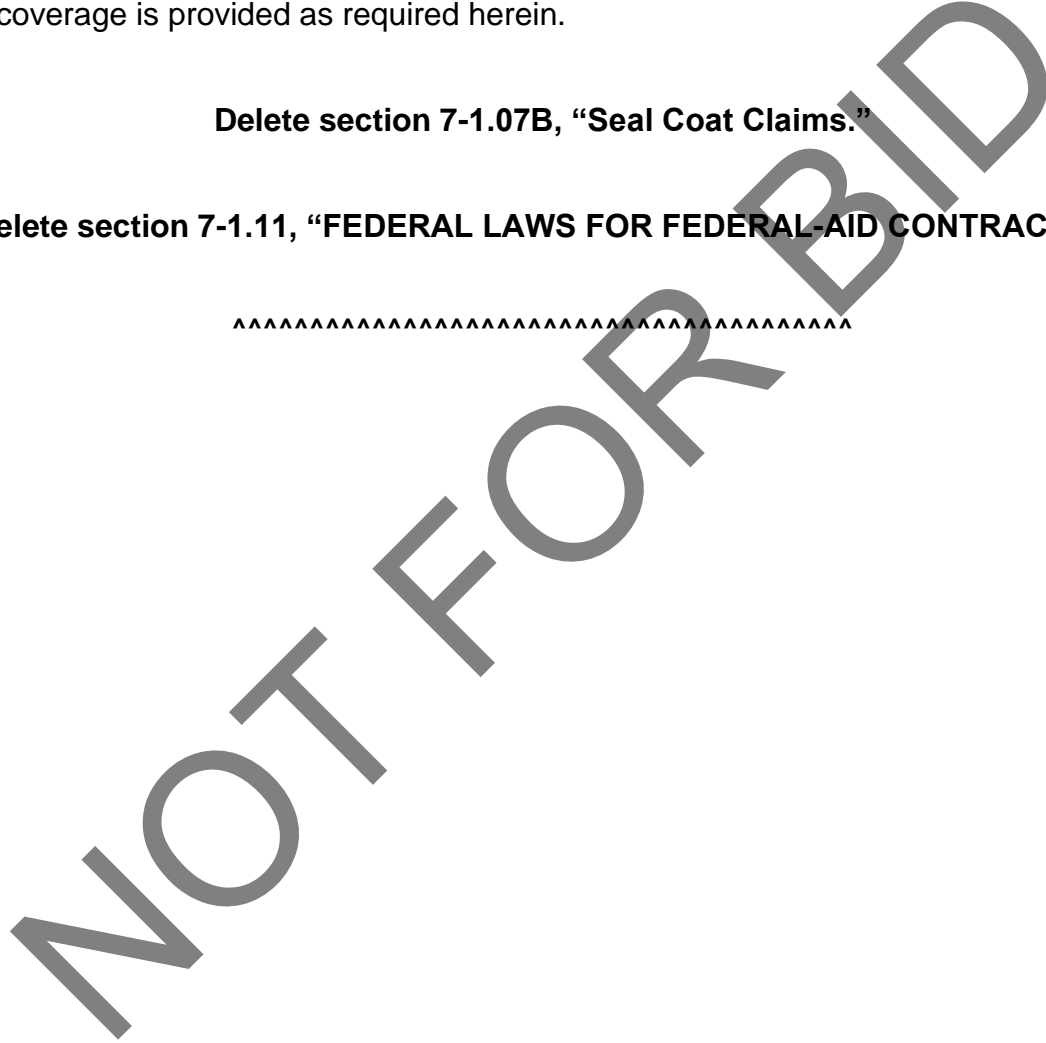 coverage is provided as required herein.
Delete section 7-1.07B, “Seal Coat Claims.”
elete section 7-1.11, “FEDERAL LAWS FOR FEDERAL-AID CONTRAC
^^^^^^^^^^^^^^^^^^^^^^^^^^^^^^^^^^^^^^^^
NOT FOR BID